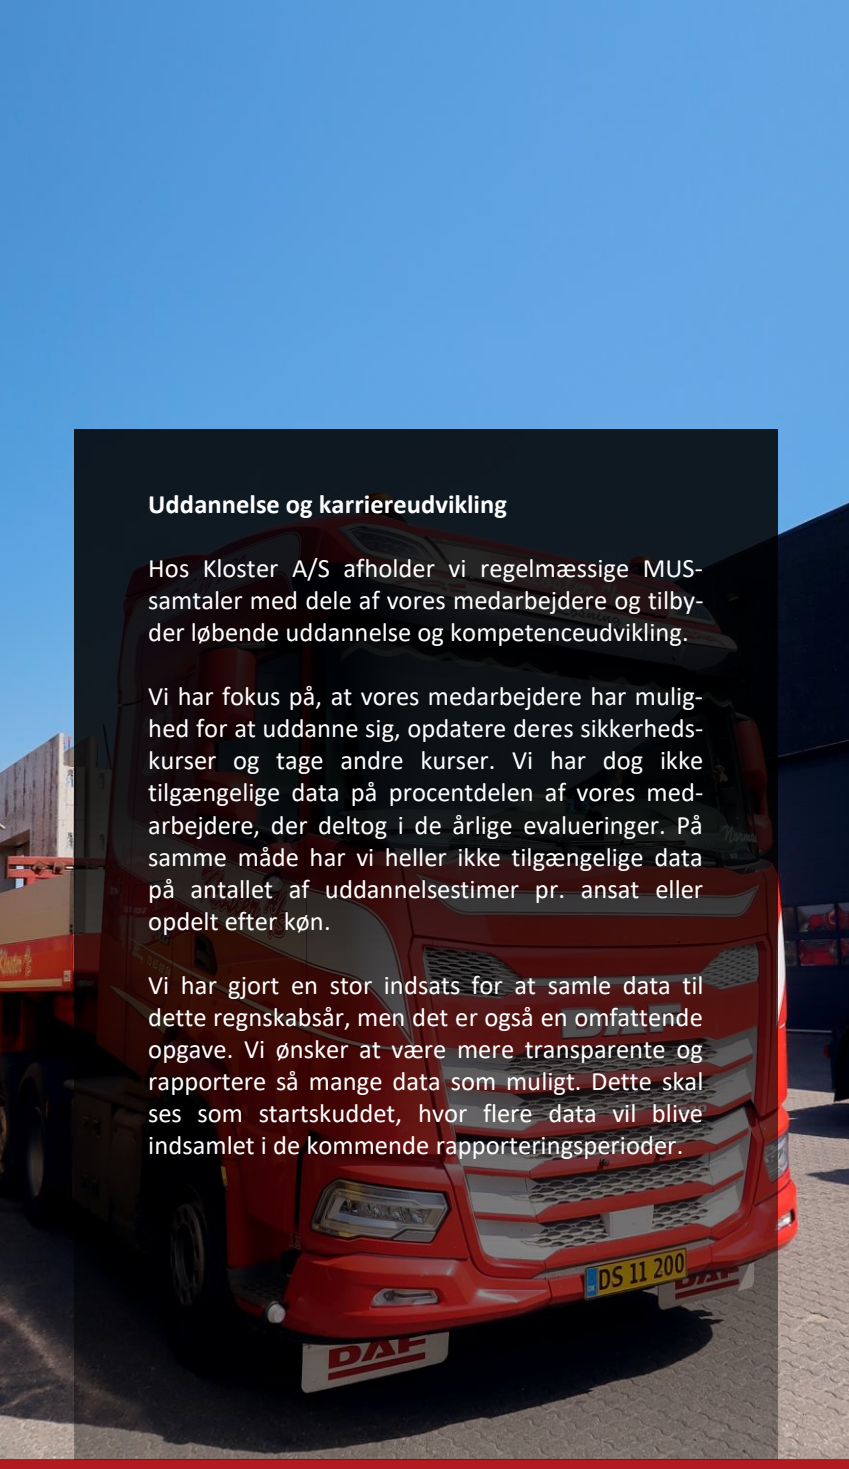 Uddannelse og karriereudvikling
Hos Kloster A/S afholder vi regelmæssige MUS-
samtaler med dele af vores medarbejdere og tilby-
der løbende uddannelse og kompetenceudvikling.
Vi har fokus på, at vores medarbejdere har mulig-
hed for at uddanne sig, opdatere deres sikkerheds-
kurser og tage andre kurser. Vi har dog ikke
tilgængelige data på procentdelen af vores med-
arbejdere, der deltog i de årlige evalueringer. På
samme måde har vi heller ikke tilgængelige data
på antallet af uddannelsestimer pr. ansat eller
opdelt efter køn.
Vi har gjort en stor indsats for at samle data til
dette regnskabsår, men det er også en omfattende
opgave. Vi ønsker at være mere transparente og
rapportere så mange data som muligt. Dette skal
ses som startskuddet, hvor flere data vil blive
indsamlet i de kommende rapporteringsperioder.
DAF
DS 11 200
DAF
DAF